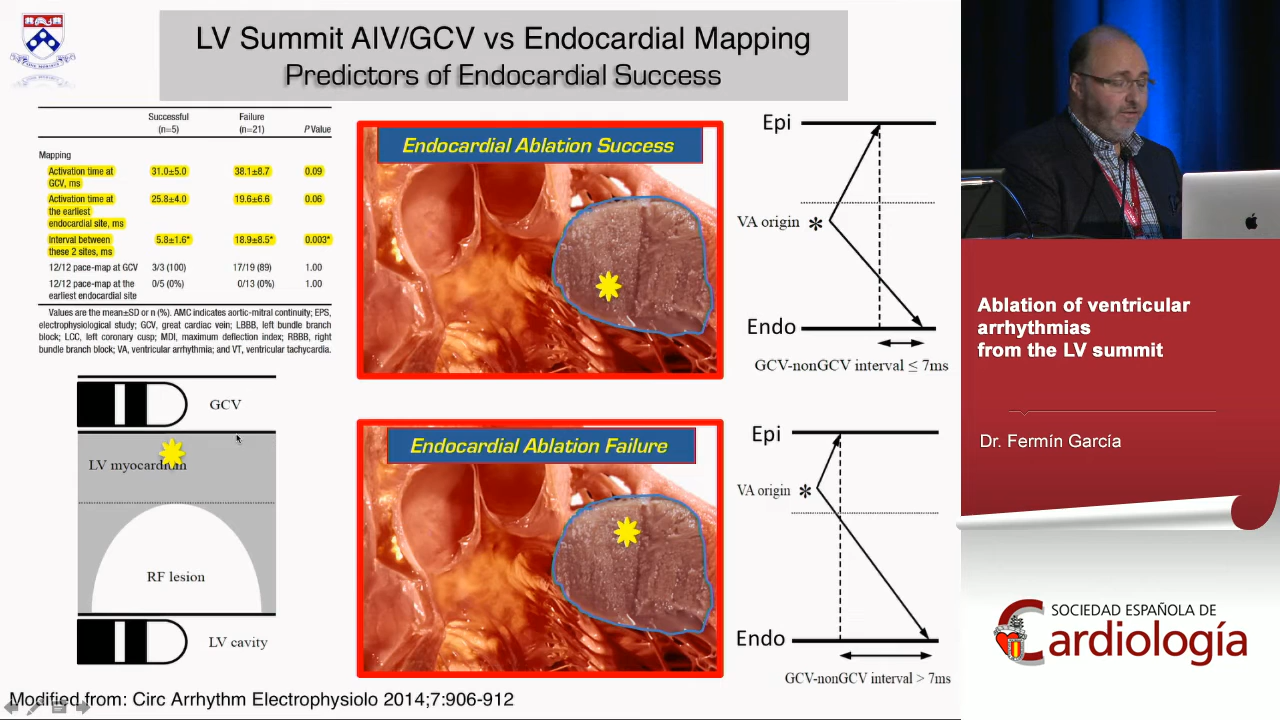 LV Summit AIV/GCV vs Endocardial Mapping
Predictors of Endocardial Success
Successful Failure
(n=5) (n=21) P Value
Mapping
Activation time at 31.0±5.0 38.1±8.7 0.09
GCV, ms
Activation time at 25.8±4.0 19.6±6.6 0.06
the earliest
endocardial site, ms
Interval between 5.8±1.6* 18.9±8.5* 0.003*
these 2 sites, ms
12/12 pace-map at GCV 3/3 (100) 17/19 (89) 1.00
12/12 pace-map at the 0/5 (0%) 0/13 (0%) 1.00
earliest endocardial site
Values are the mean±SD or n (%). AMC indicates aortic-mitral continuity; EPS,
electrophysiological study; GCV, great cardiac vein; LBBB, left bundle branch
block; LCC, left coronary cusp; MDI, maximum deflection index; RBBB, right
bundle branch block; VA, ventricular arrhythmia; and VT, ventricular tachycardia.
GCV
LV myocardium
RF lesion
LV cavity
Endocardial Ablation Success
Epi
VA origin *
Endo
GCV-nonGCV interval ≤ 7ms
Endocardial Ablation Failure
Epi
VA origin *
Endo
GCV-nonGCV interval > 7ms
Modified from: Circ Arrhythm Electrophysiolo 2014;7:906-912
Ablation of ventricular
arrhythmias
from the LV summit
Dr. Fermín García
SOCIEDAD ESPAÑOLA DE
Cardiología